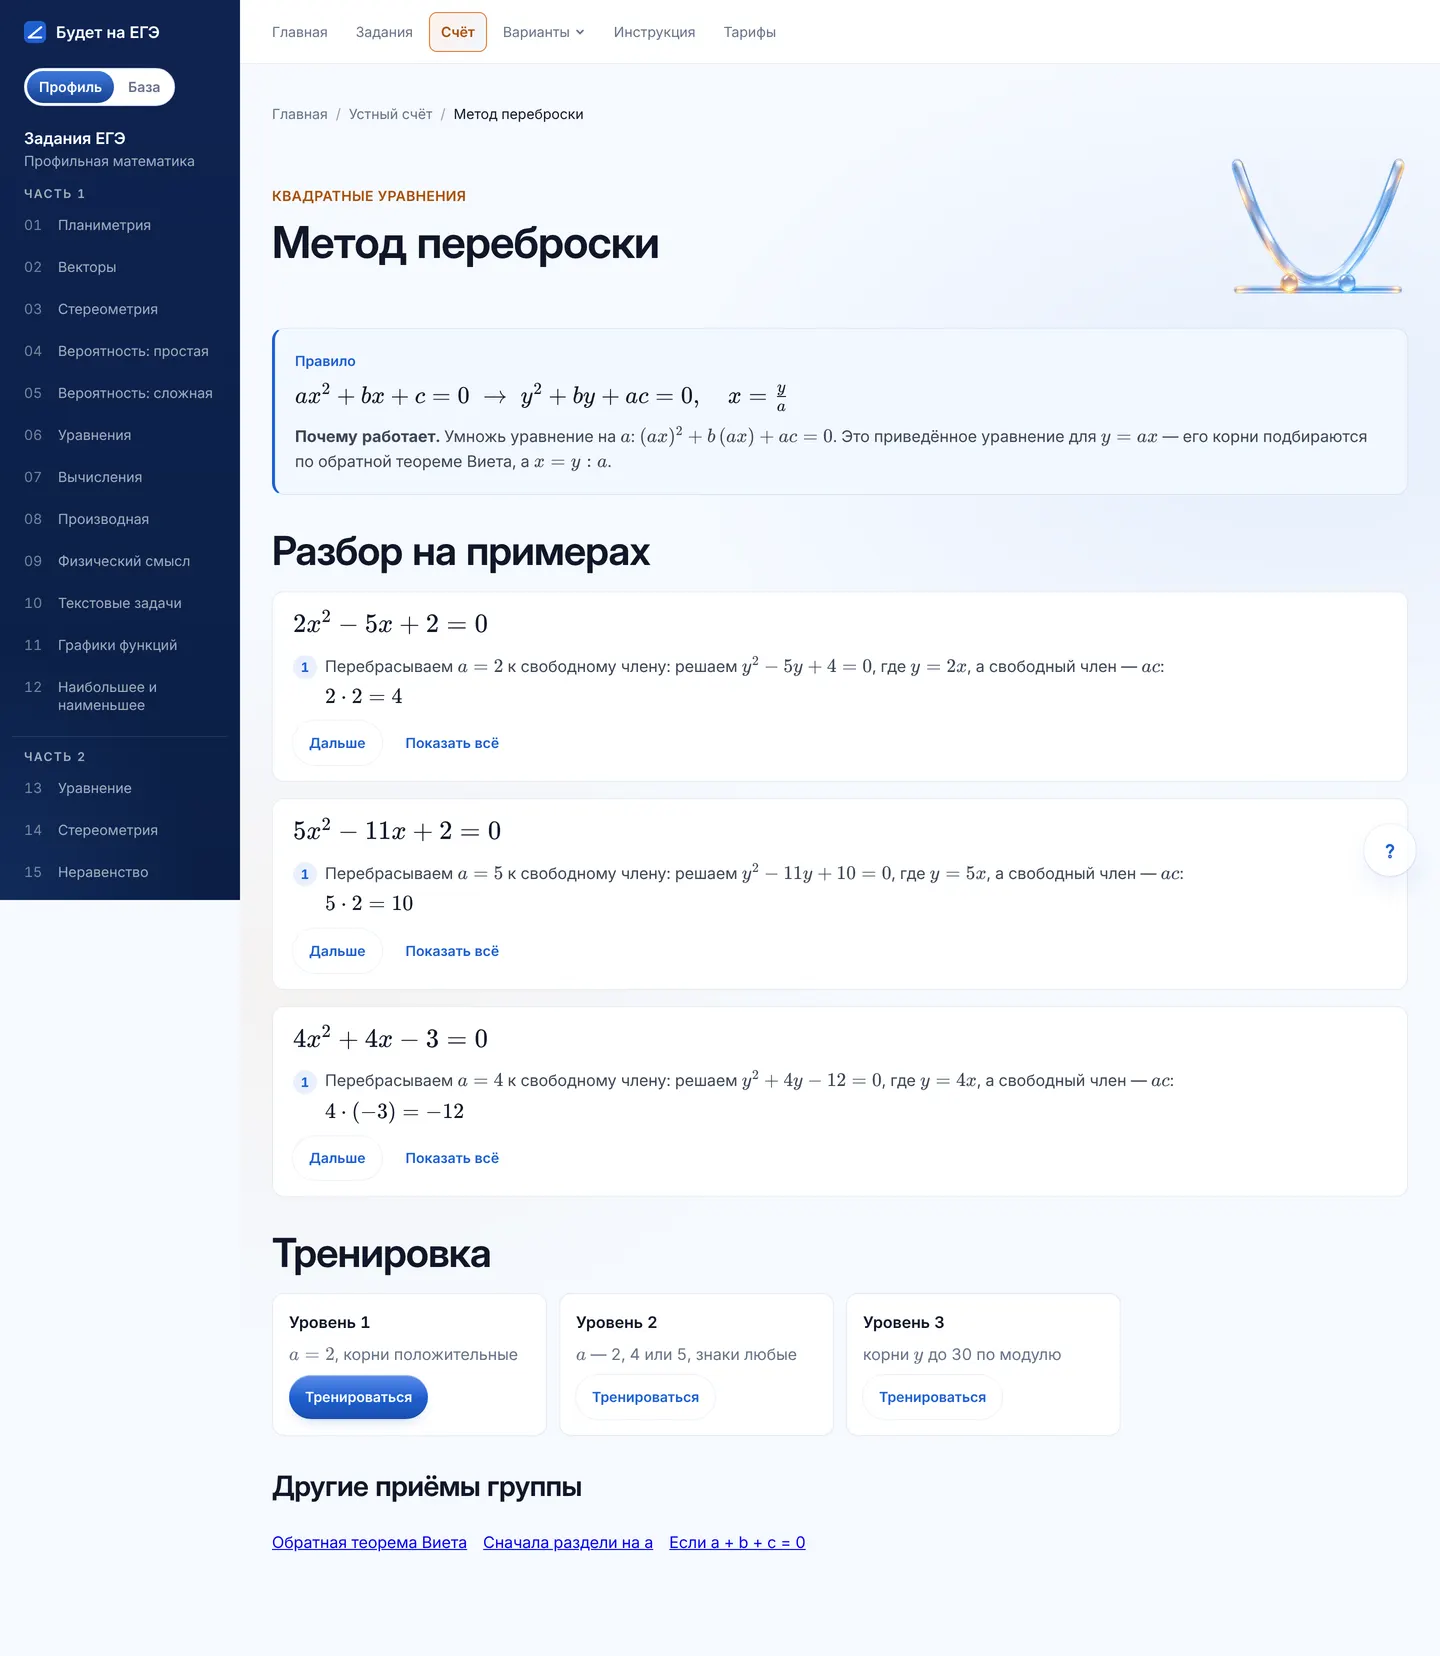 Будет на ЕГЭ
Профиль База
Задания ЕГЭ
Профильная математика
ЧАСТЬ 1
01 Планиметрия
02 Векторы
03 Стереометрия
04 Вероятность: простая
05 Вероятность: сложная
06 Уравнения
07 Вычисления
08 Производная
09 Физический смысл
10 Текстовые задачи
11 Графики функций
12 Наибольшее и
наименьшее
ЧАСТЬ 2
13 Уравнение
14 Стереометрия
15 Неравенство
Главная Задания Счёт Варианты Инструкция Тарифы
Главная / Устный счёт / Метод переброски
КВАДРАТНЫЕ УРАВНЕНИЯ
Метод переброски
Правило
ax² + bx + c = 0 → y² + by + ac = 0, x = y/a
Почему работает. Умножь уравнение на a: (ax)² + b (ax) + ac = 0. Это приведённое уравнение для y = ax — его корни подбираются
по обратной теореме Виета, а x = y : a.
Разбор на примерах
2x² − 5x + 2 = 0
1 Перебрасываем a = 2 к свободному члену: решаем y² − 5y + 4 = 0, где y = 2x, а свободный член — ac:
2 · 2 = 4
Дальше Показать всё
5x² − 11x + 2 = 0
1 Перебрасываем a = 5 к свободному члену: решаем y² − 11y + 10 = 0, где y = 5x, а свободный член — ac:
5 · 2 = 10
Дальше Показать всё
?
4x² + 4x − 3 = 0
1 Перебрасываем a = 4 к свободному члену: решаем y² + 4y − 12 = 0, где y = 4x, а свободный член — ac:
4 · (−3) = −12
Дальше Показать всё
Тренировка
Уровень 1
a = 2, корни положительные
Тренироваться
Уровень 2
a — 2, 4 или 5, знаки любые
Тренироваться
Уровень 3
корни y до 30 по модулю
Тренироваться
Другие приёмы группы
Обратная теорема Виета Сначала раздели на a Если a + b + c = 0